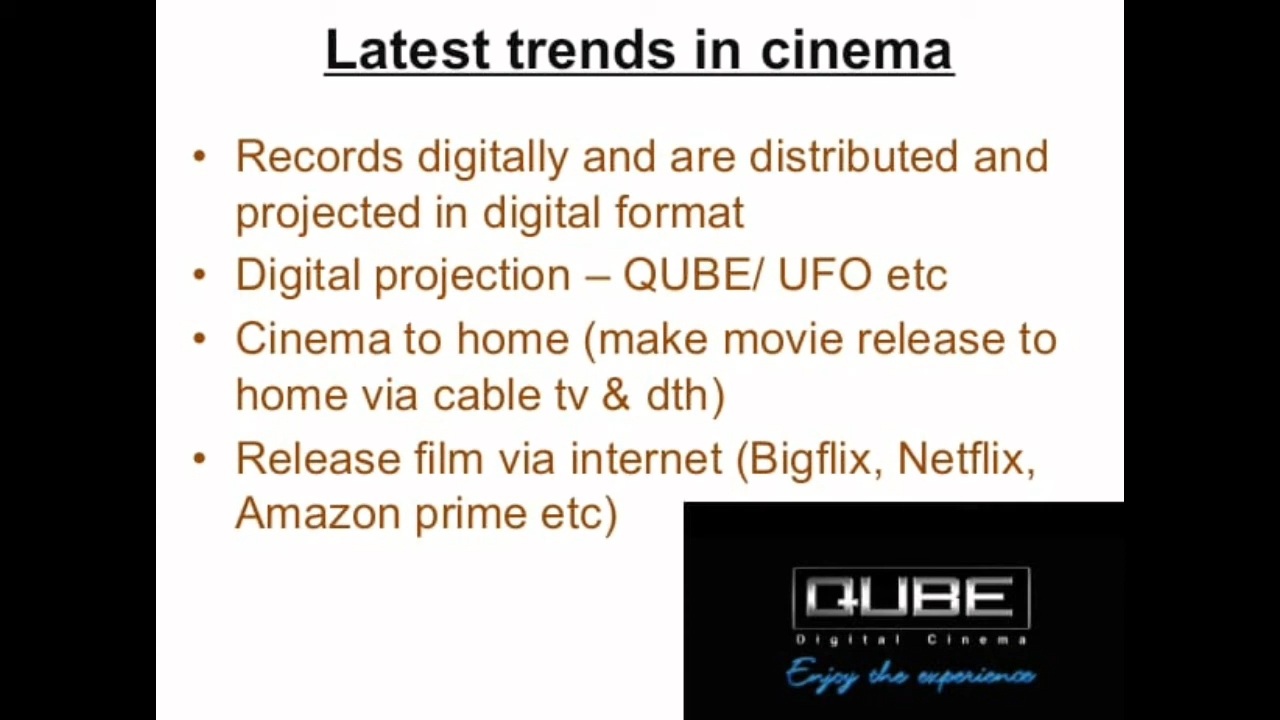 Latest trends in cinema
• Records digitally and are distributed and
projected in digital format
• Digital projection – QUBE/ UFO etc
• Cinema to home (make movie release to
home via cable tv & dth)
• Release film via internet (Bigflix, Netflix,
Amazon prime etc)
QUBE
Digital Cinema
Enjoy the experience